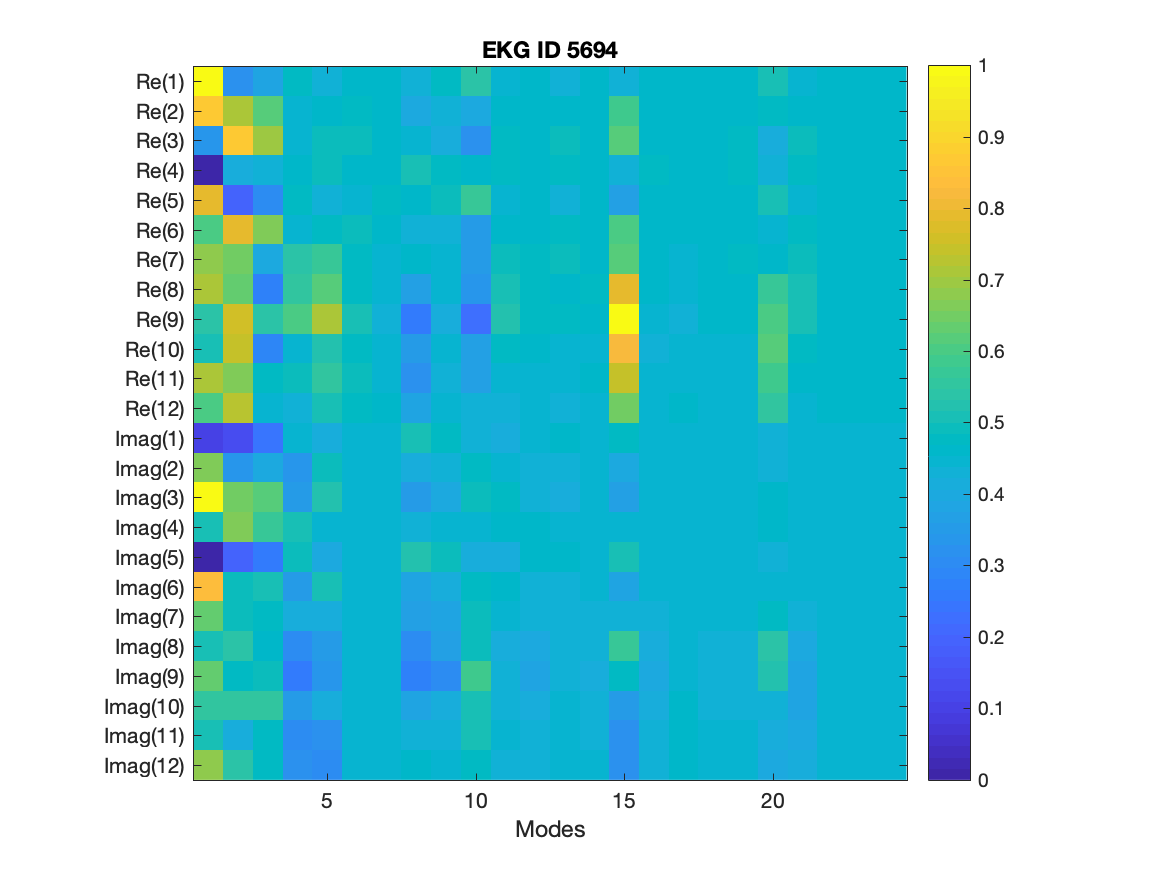 EKG ID 5694
Re(1)
Re(2)
Re(3)
Re(4)
Re(5)
Re(6)
Re(7)
Re(8)
Re(9)
Re(10)
Re(11)
Re(12)
Imag(1)
Imag(2)
Imag(3)
Imag(4)
Imag(5)
Imag(6)
Imag(7)
Imag(8)
Imag(9)
Imag(10)
Imag(11)
Imag(12)
5 10 15 20
Modes
1
0.9
0.8
0.7
0.6
0.5
0.4
0.3
0.2
0.1
0